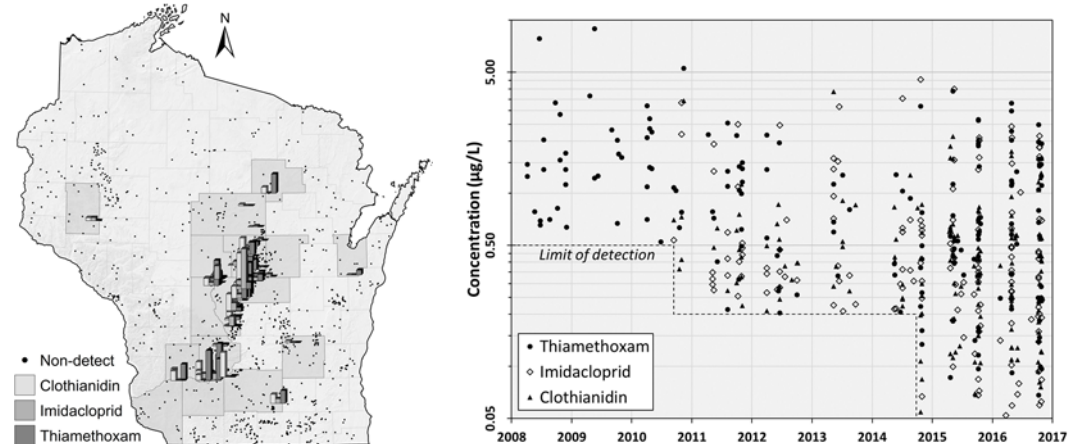 N
Non-detect
Clothianidin
Imidacloprid
Thiamethoxam
Concentration (µg/L)
5.00
0.50
0.05
Limit of detection
Thiamethoxam
Imidacloprid
Clothianidin
2008 2009 2010 2011 2012 2013 2014 2015 2016 2017